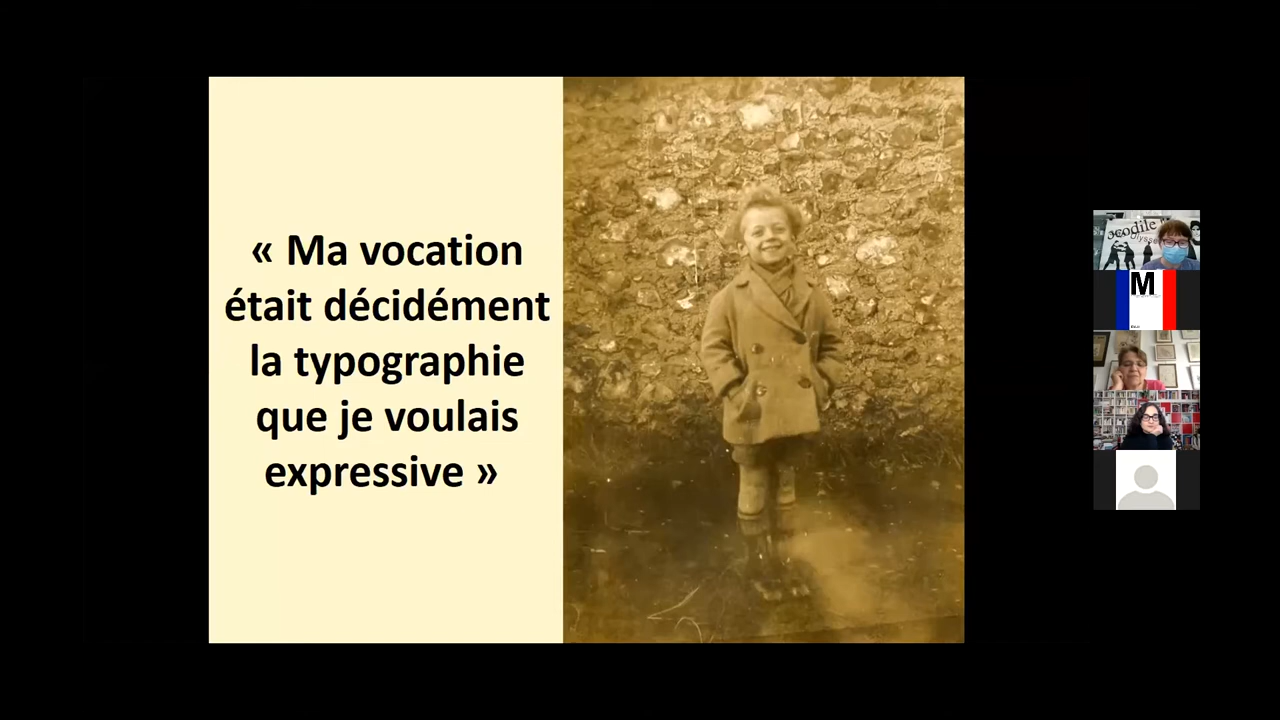 « Ma vocation
était décidément
la typographie
que je voulais
expressive »
M